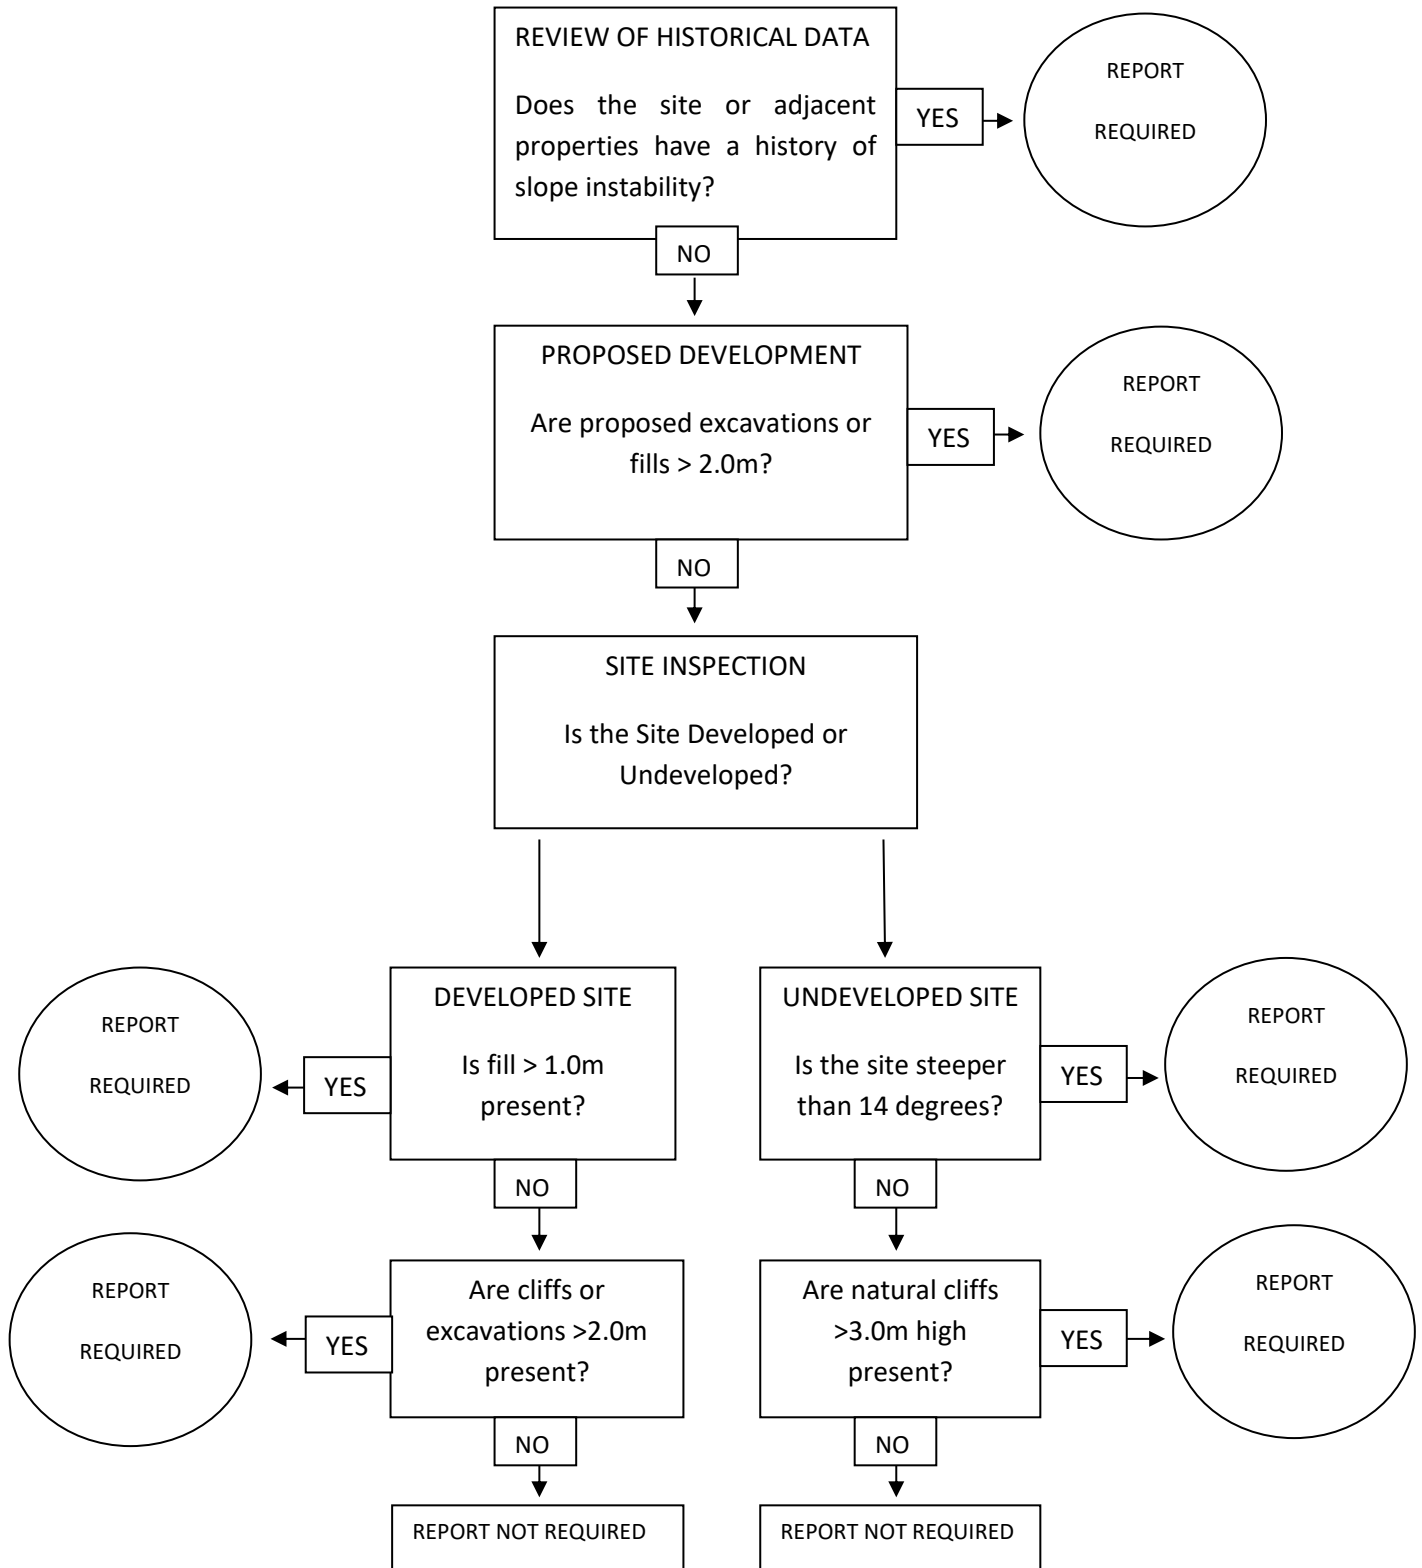 REVIEW OF HISTORICAL DATA
Does the site or adjacent
properties have a history of
slope instability?
YES
REPORT
REQUIRED
NO
PROPOSED DEVELOPMENT
Are proposed excavations or
fills > 2.0m?
YES
REPORT
REQUIRED
NO
SITE INSPECTION
Is the Site Developed or
Undeveloped?
DEVELOPED SITE
Is fill > 1.0m
present?
YES
REPORT
REQUIRED
NO
Are cliffs or
excavations >2.0m
present?
YES
REPORT
REQUIRED
NO
REPORT NOT REQUIRED
UNDEVELOPED SITE
Is the site steeper
than 14 degrees?
YES
REPORT
REQUIRED
NO
Are natural cliffs
>3.0m high
present?
YES
REPORT
REQUIRED
NO
REPORT NOT REQUIRED